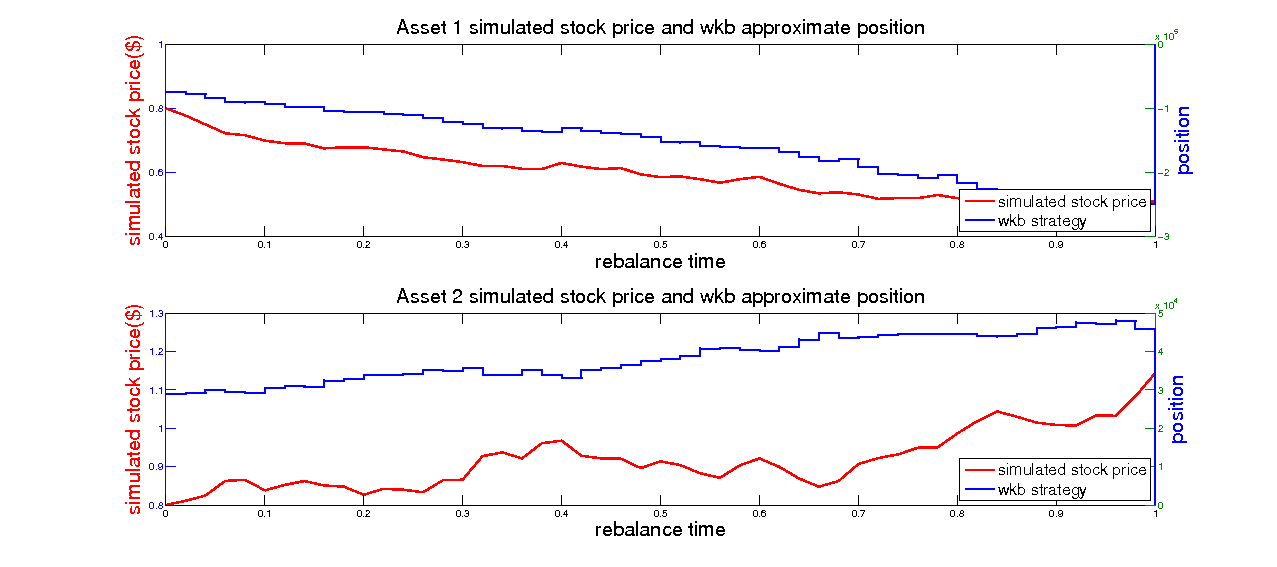 Asset 1 simulated stock price and wkb approximate position
simulated stock price($)
1
0.8
0.6
0.4
x 10^5
0
-1
-2
-3
position
simulated stock price
wkb strategy
0 0.1 0.2 0.3 0.4 0.5 0.6 0.7 0.8 0.9 1
rebalance time
Asset 2 simulated stock price and wkb approximate position
simulated stock price($)
1.3
1.2
1.1
1
0.9
0.8
x 10^4
5
4
3
2
1
0
position
simulated stock price
wkb strategy
0 0.1 0.2 0.3 0.4 0.5 0.6 0.7 0.8 0.9 1
rebalance time